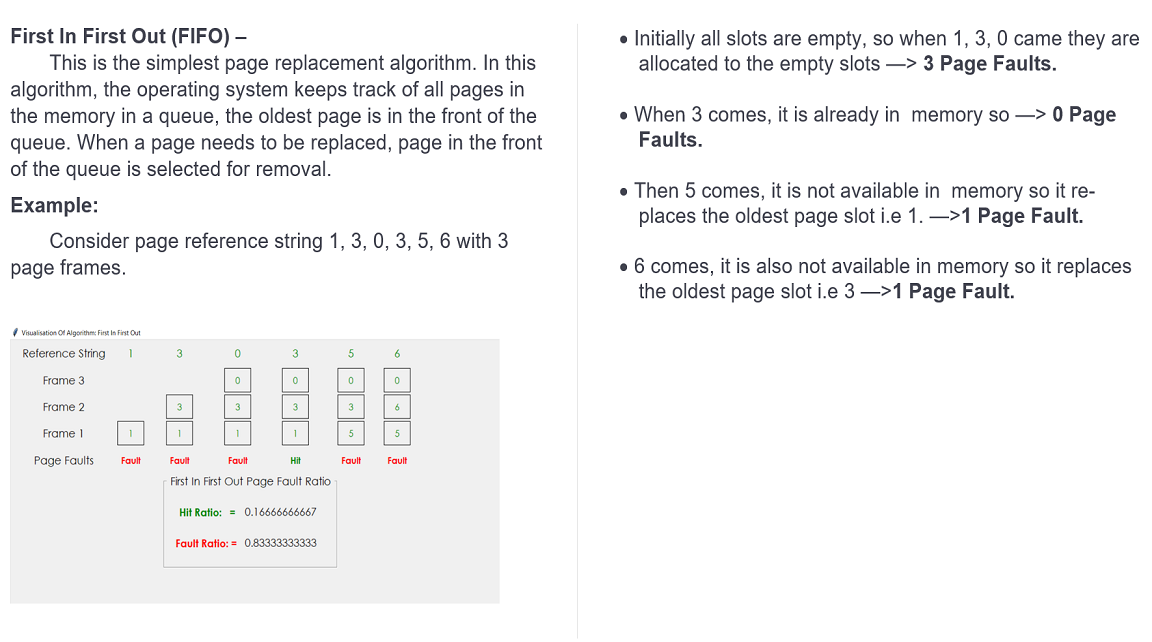 First In First Out (FIFO) –
This is the simplest page replacement algorithm. In this
algorithm, the operating system keeps track of all pages in
the memory in a queue, the oldest page is in the front of the
queue. When a page needs to be replaced, page in the front
of the queue is selected for removal.
Example:
Consider page reference string 1, 3, 0, 3, 5, 6 with 3
page frames.
Visualisation Of Algorithm: First In First Out
Reference String 1 3 0 3 5 6
Frame 3 0 0 0 0
Frame 2 3 3 3 3 6
Frame 1 1 1 1 1 5 5
Page Faults Fault Fault Fault Hit Fault Fault
First In First Out Page Fault Ratio
Hit Ratio: = 0.16666666667
Fault Ratio: = 0.83333333333
• Initially all slots are empty, so when 1, 3, 0 came they are
allocated to the empty slots —> 3 Page Faults.
• When 3 comes, it is already in memory so —> 0 Page
Faults.
• Then 5 comes, it is not available in memory so it re-
places the oldest page slot i.e 1. —>1 Page Fault.
• 6 comes, it is also not available in memory so it replaces
the oldest page slot i.e 3 —>1 Page Fault.